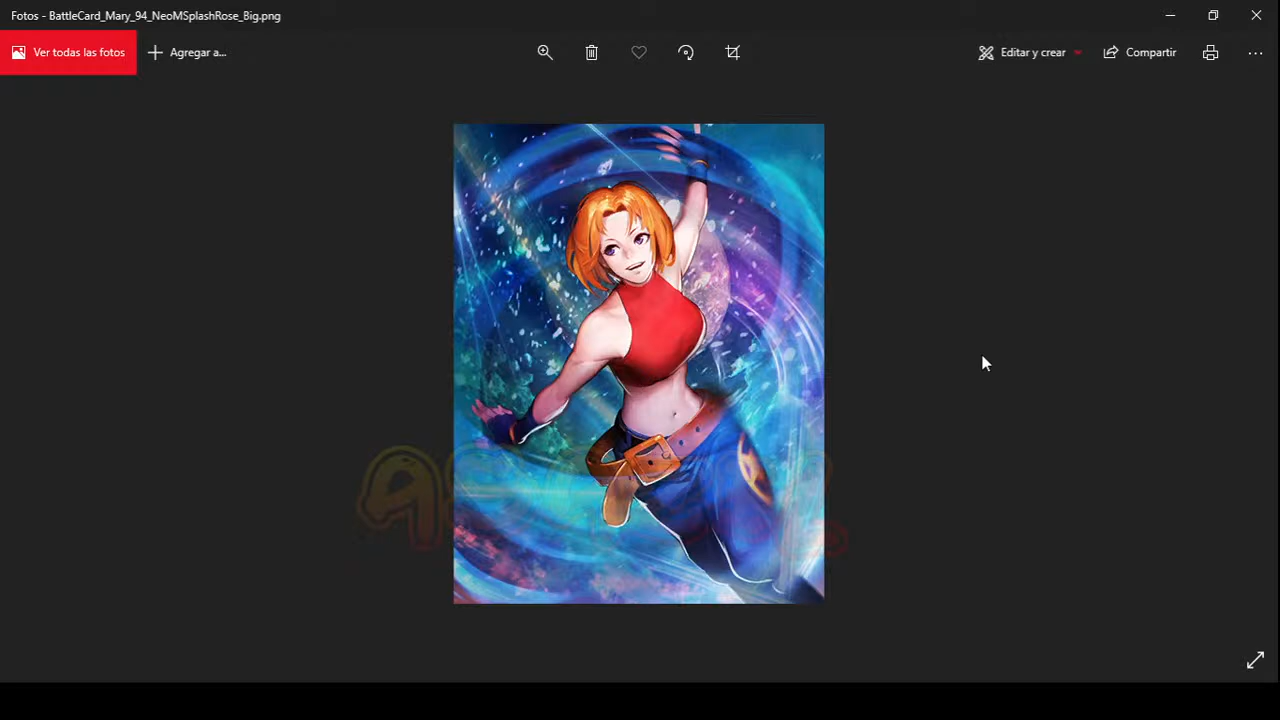 Fotos - BattleCard_Mary_94_NeoMSplashRose_Big.png
Ver todas las fotos
Agregar a...
Editar y crear
Compartir